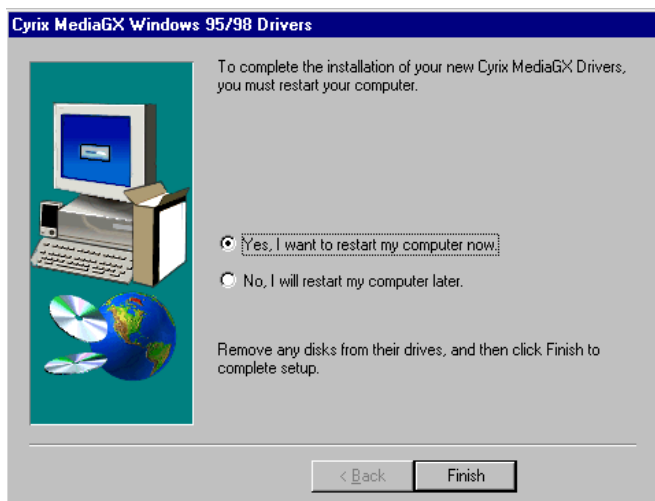 Cyrix MediaGX Windows 95/98 Drivers
To complete the installation of your new Cyrix MediaGX Drivers,
you must restart your computer.
Yes, I want to restart my computer now.
No, I will restart my computer later.
Remove any disks from their drives, and then click Finish to
complete setup.
< Back
Finish